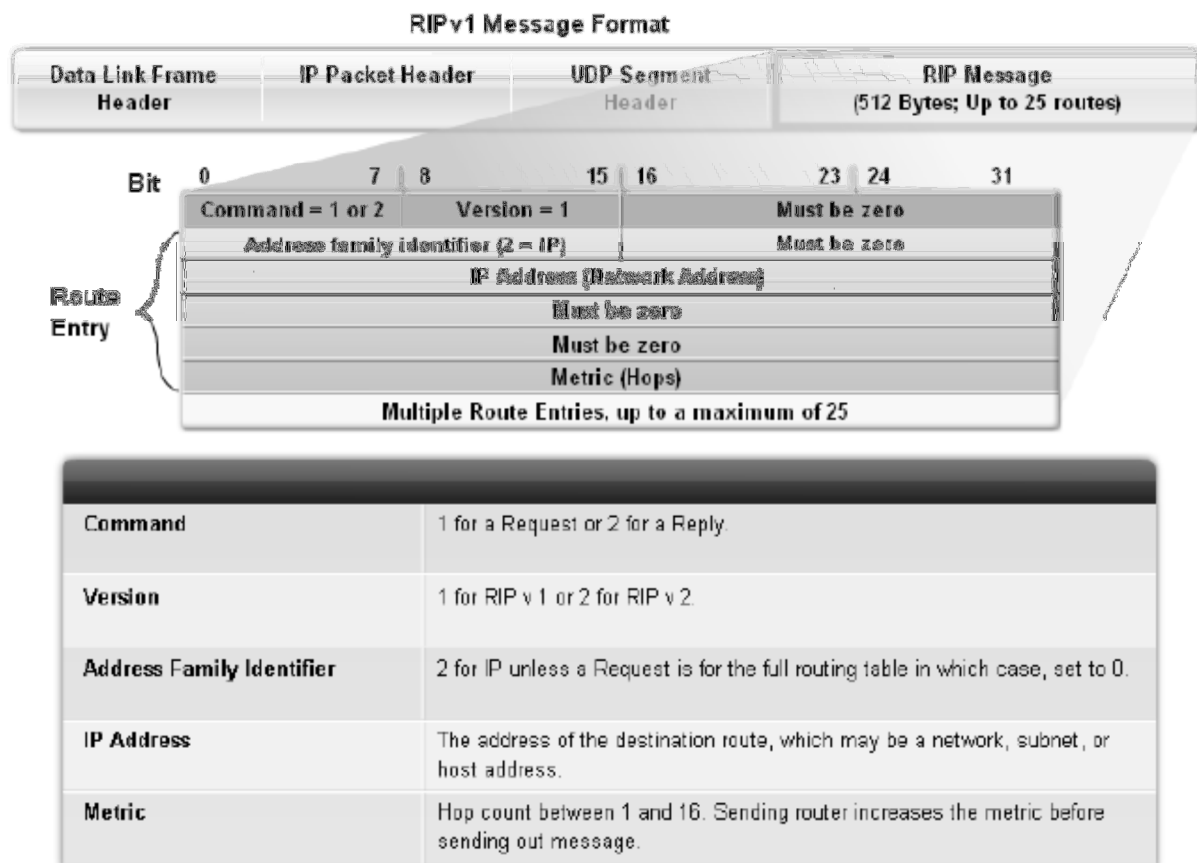 RIPv1 Message Format
Data Link Frame Header
IP Packet Header
UDP Segment Header
RIP Message (512 Bytes; Up to 25 routes)
Bit 0 7 8 15 16 23 24 31
Command = 1 or 2 Version = 1 Must be zero
Address family identifier (2 = IP) Must be zero
IP Address (Network Address)
Route Entry
Must be zero
Must be zero
Metric (Hops)
Multiple Route Entries, up to a maximum of 25
Command 1 for a Request or 2 for a Reply.
Version 1 for RIP v 1 or 2 for RIP v 2.
Address Family Identifier 2 for IP unless a Request is for the full routing table in which case, set to 0.
IP Address The address of the destination route, which may be a network, subnet, or
host address.
Metric Hop count between 1 and 16. Sending router increases the metric before
sending out message.